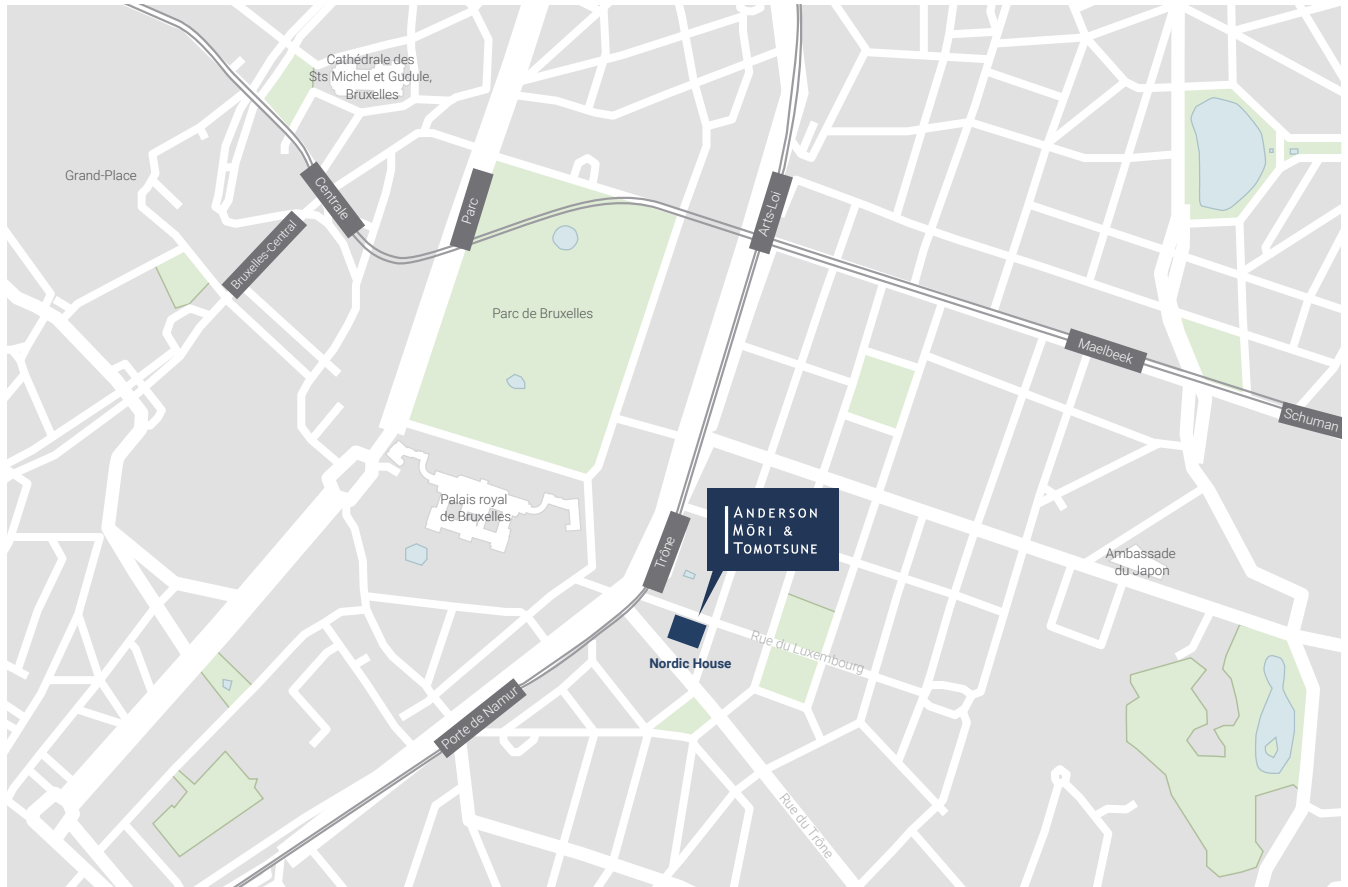 Cathédrale des
Sts Michel et Gudule,
Bruxelles
Grand-Place
Centrale
Parc
Arts-Loi
Bruxelles-Central
Parc de Bruxelles
Maelbeek
Schuman
Palais royal
de Bruxelles
ANDERSON
MŌRI &
TOMOTSUNE
Trône
Ambassade
du Japon
Rue du Luxembourg
Nordic House
Porte de Namur
Rue du Trône